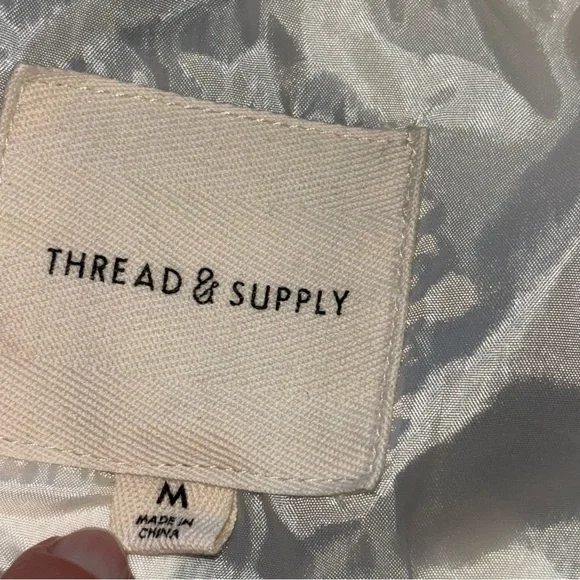 THREAD & SUPPLY
M
MADE IN
CHINA